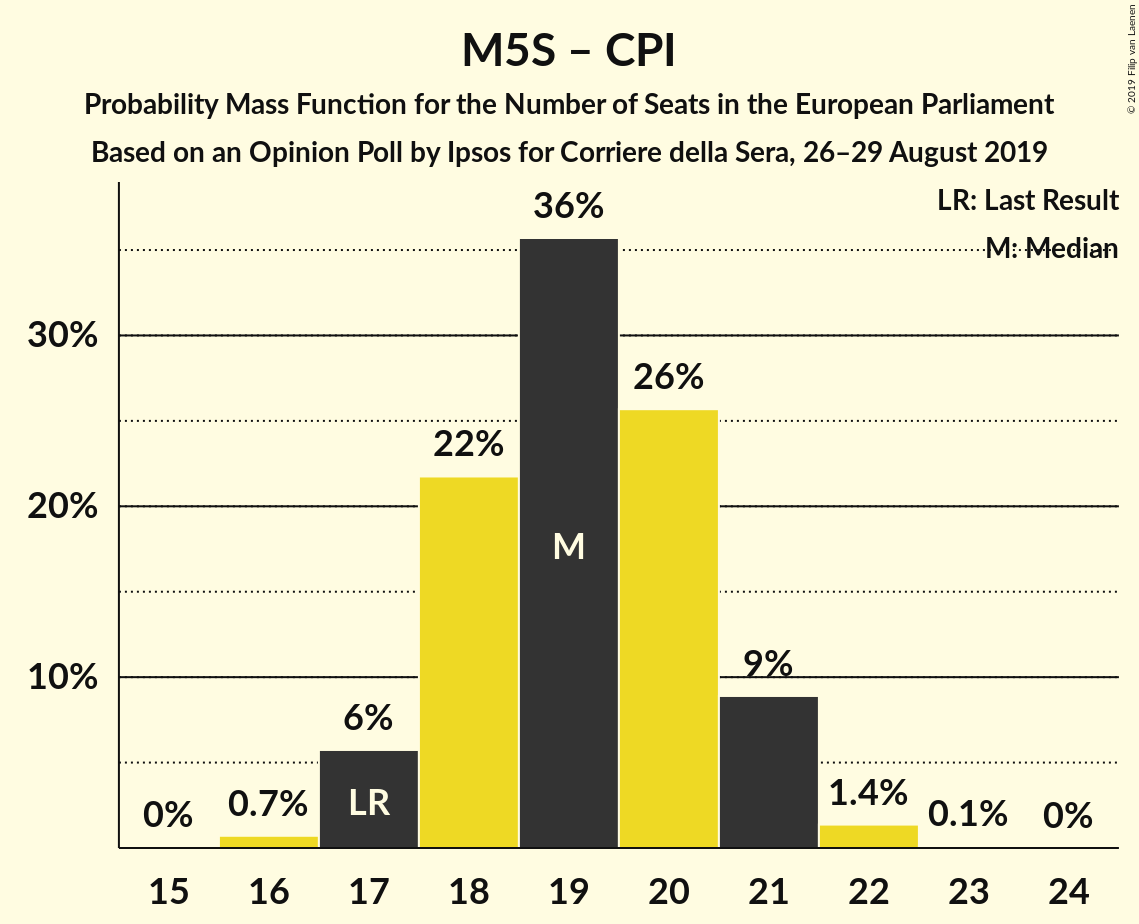 M5S – CPI
Probability Mass Function for the Number of Seats in the European Parliament
Based on an Opinion Poll by Ipsos for Corriere della Sera, 26–29 August 2019
© 2019 Filip van Laenen
LR: Last Result
M: Median
36%
30%
26%
22%
20%
M
10%
9%
6%
LR
0%
0.7%
1.4%
0.1%
0%
15 16 17 18 19 20 21 22 23 24